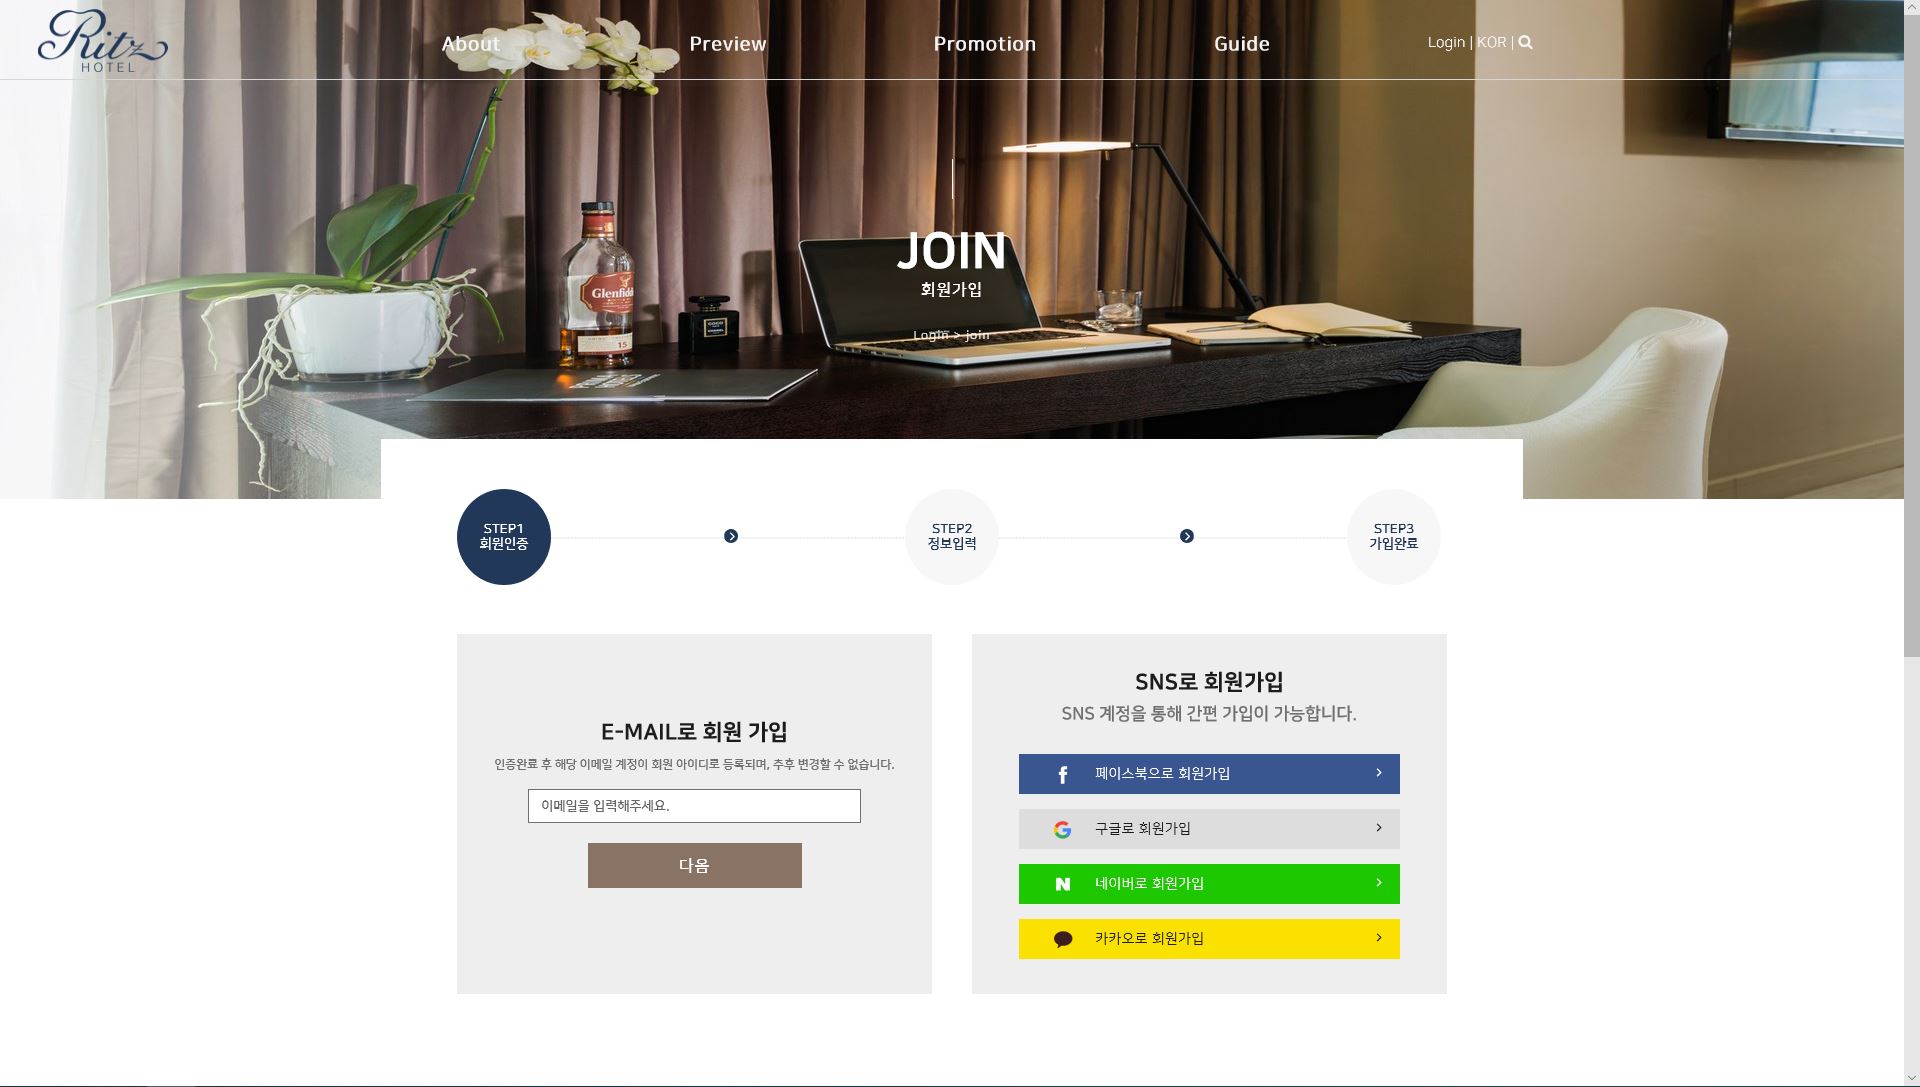 Ritz
HOTEL
About
Preview
Promotion
Guide
Login | KOR |
JOIN
회원가입
Login > join
Glenfiddich
15
COCO
CHANEL
STEP1
회원인증
STEP2
정보입력
STEP3
가입완료
E-MAIL로 회원 가입
인증완료 후 해당 이메일 계정이 회원 아이디로 등록되며, 추후 변경할 수 없습니다.
이메일을 입력해주세요.
다음
SNS로 회원가입
SNS 계정을 통해 간편 가입이 가능합니다.
페이스북으로 회원가입
구글로 회원가입
네이버로 회원가입
카카오로 회원가입